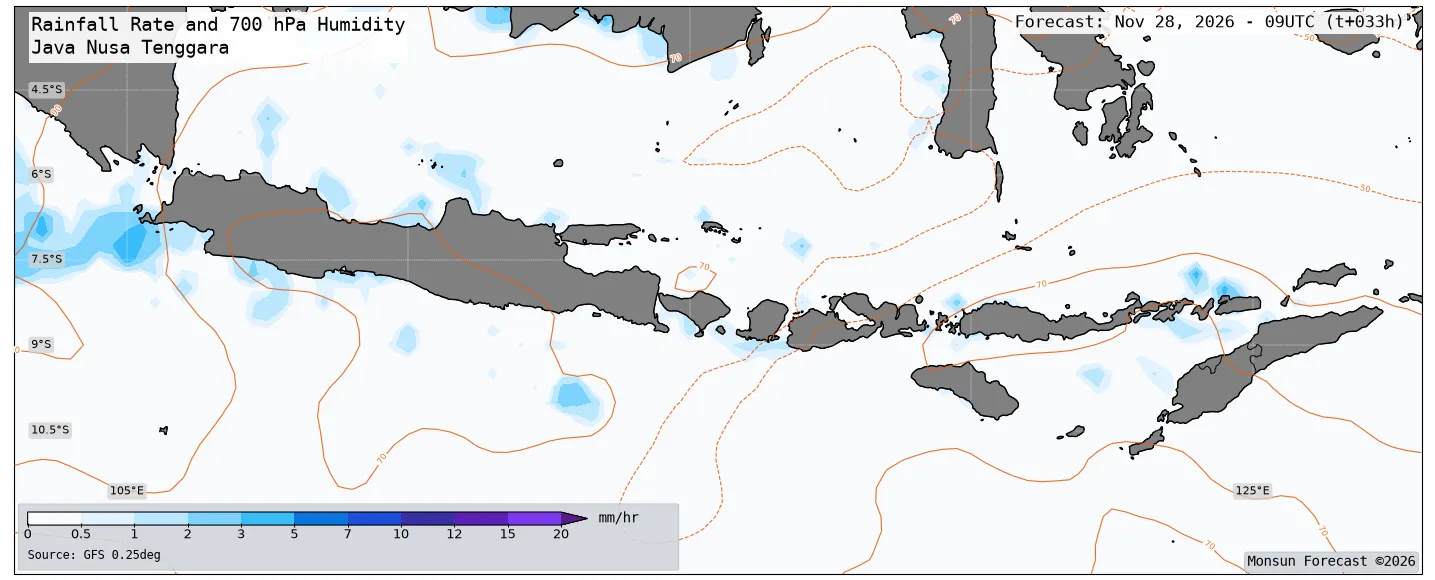 Rainfall Rate and 700 hPa Humidity
Java Nusa Tenggara
Forecast: Nov 28, 2026 - 09UTC (t+033h)
70
70
50
4.5°S
6°S
50
7.5°S
70
70
9°S
10.5°S
70
105°E
125°E
70
70
mm/hr
0 0.5 1 2 3 5 7 10 12 15 20
Source: GFS 0.25deg
Monsun Forecast ©2026